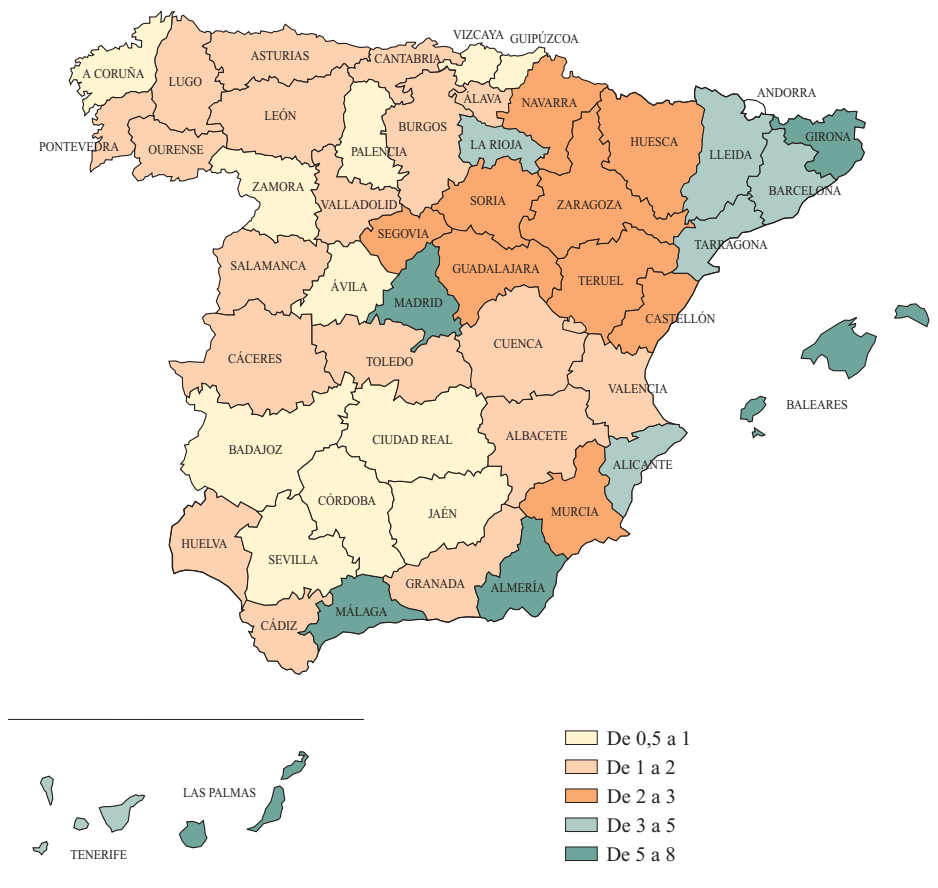 VIZCAYA
GUIPÚZCOA
ASTURIAS
CANTABRIA
A CORUÑA
LUGO
ANDORRA
ÁLAVA
NAVARRA
LEÓN
BURGOS
GIRONA
PONTEVEDRA
OURENSE
PALENCIA
LA RIOJA
HUESCA
LLEIDA
ZAMORA
BARCELONA
VALLADOLID
SORIA
ZARAGOZA
SEGOVIA
TARRAGONA
SALAMANCA
GUADALAJARA
ÁVILA
TERUEL
MADRID
CASTELLÓN
CUENCA
CÁCERES
TOLEDO
VALENCIA
BALEARES
BADAJOZ
CIUDAD REAL
ALBACETE
ALICANTE
CÓRDOBA
JAÉN
MURCIA
HUELVA
SEVILLA
GRANADA
ALMERÍA
MÁLAGA
CÁDIZ
LAS PALMAS
TENERIFE
De 0,5 a 1
De 1 a 2
De 2 a 3
De 3 a 5
De 5 a 8